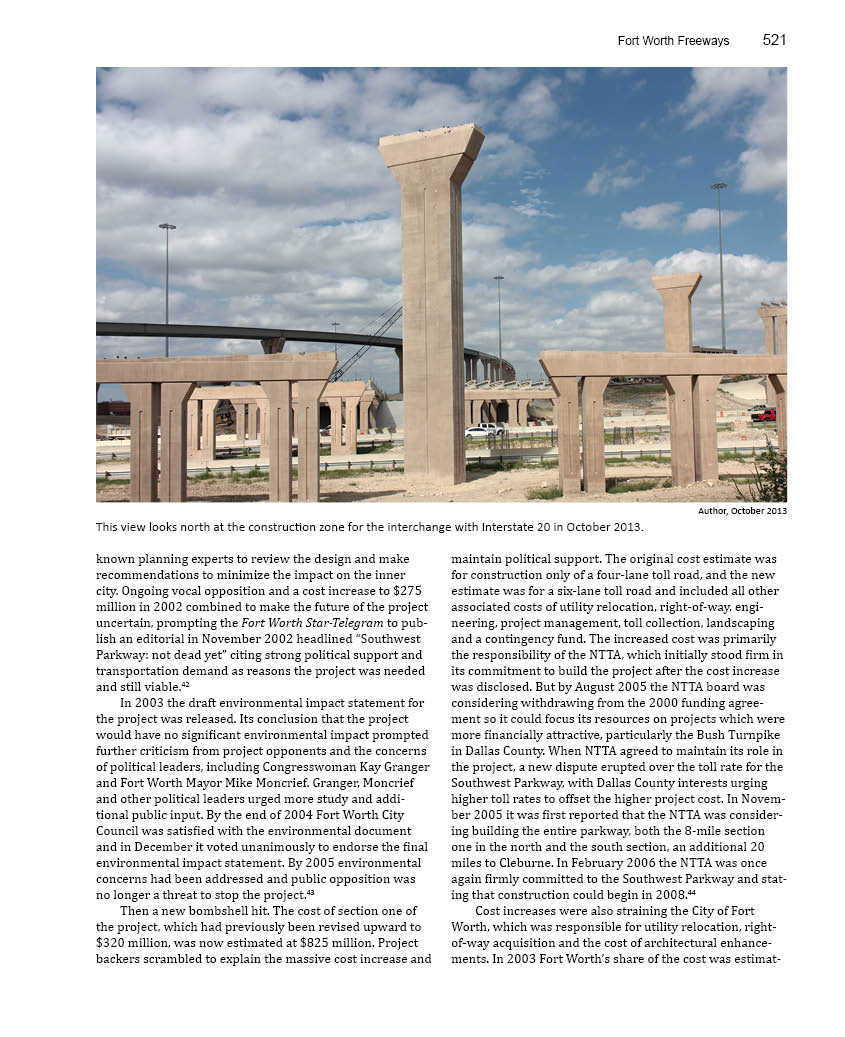 Fort Worth Freeways 521
Author, October 2013
This view looks north at the construction zone for the interchange with Interstate 20 in October 2013.
known planning experts to review the design and make
recommendations to minimize the impact on the inner
city. Ongoing vocal opposition and a cost increase to $275
million in 2002 combined to make the future of the project
uncertain, prompting the Fort Worth Star-Telegram to pub-
lish an editorial in November 2002 headlined “Southwest
Parkway: not dead yet” citing strong political support and
transportation demand as reasons the project was needed
and still viable.⁴²
In 2003 the draft environmental impact statement for
the project was released. Its conclusion that the project
would have no significant environmental impact prompted
further criticism from project opponents and the concerns
of political leaders, including Congresswoman Kay Granger
and Fort Worth Mayor Mike Moncrief. Granger, Moncrief
and other political leaders urged more study and addi-
tional public input. By the end of 2004 Fort Worth City
Council was satisfied with the environmental document
and in December it voted unanimously to endorse the final
environmental impact statement. By 2005 environmental
concerns had been addressed and public opposition was
no longer a threat to stop the project.⁴³
Then a new bombshell hit. The cost of section one of
the project, which had previously been revised upward to
$320 million, was now estimated at $825 million. Project
backers scrambled to explain the massive cost increase and
maintain political support. The original cost estimate was
for construction only of a four-lane toll road, and the new
estimate was for a six-lane toll road and included all other
associated costs of utility relocation, right-of-way, engi-
neering, project management, toll collection, landscaping
and a contingency fund. The increased cost was primarily
the responsibility of the NTTA, which initially stood firm in
its commitment to build the project after the cost increase
was disclosed. But by August 2005 the NTTA board was
considering withdrawing from the 2000 funding agree-
ment so it could focus its resources on projects which were
more financially attractive, particularly the Bush Turnpike
in Dallas County. When NTTA agreed to maintain its role in
the project, a new dispute erupted over the toll rate for the
Southwest Parkway, with Dallas County interests urging
higher toll rates to offset the higher project cost. In Novem-
ber 2005 it was first reported that the NTTA was consider-
ing building the entire parkway, both the 8-mile section
one in the north and the south section, an additional 20
miles to Cleburne. In February 2006 the NTTA was once
again firmly committed to the Southwest Parkway and stat-
ing that construction could begin in 2008.⁴⁴
Cost increases were also straining the City of Fort
Worth, which was responsible for utility relocation, right-
of-way acquisition and the cost of architectural enhance-
ments. In 2003 Fort Worth’s share of the cost was estimat-